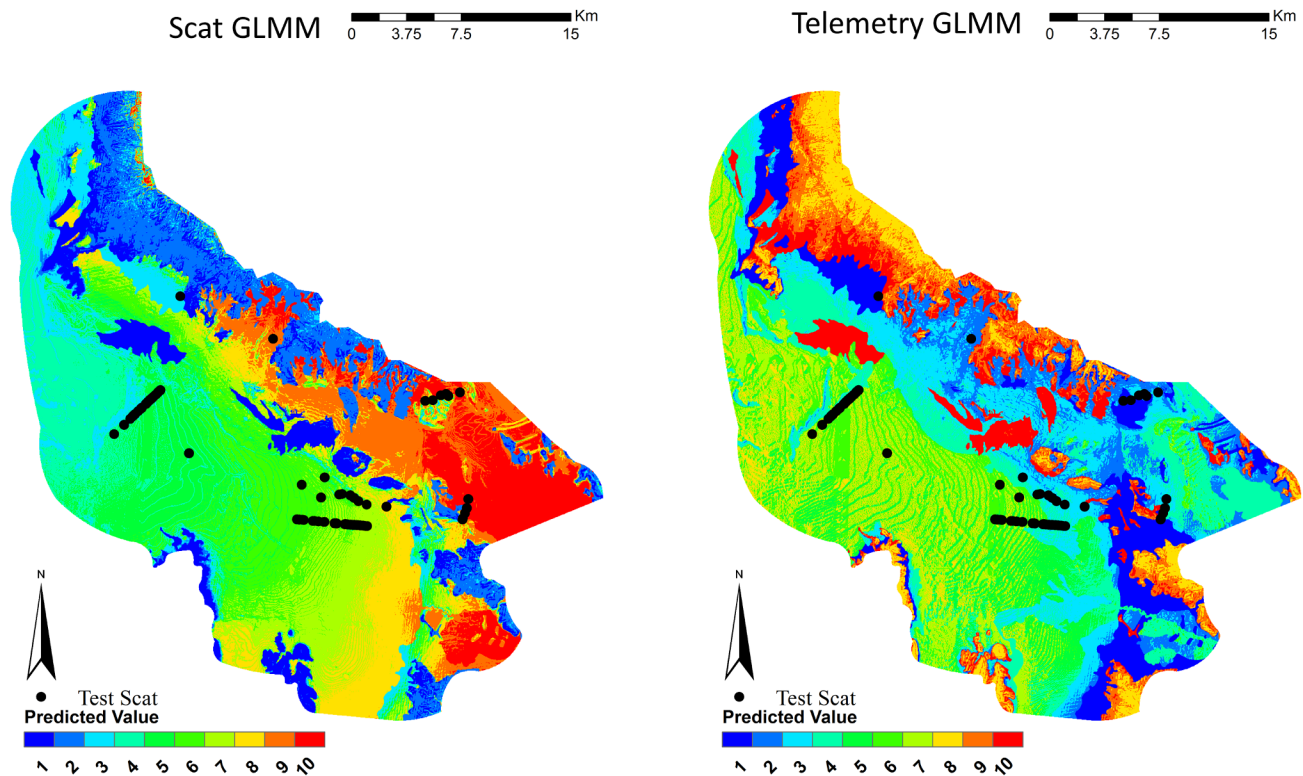 Scat GLMM
Km
0 3.75 7.5 15
Telemetry GLMM
Km
0 3.75 7.5 15
N
Test Scat
Predicted Value
1 2 3 4 5 6 7 8 9 10
N
Test Scat
Predicted Value
1 2 3 4 5 6 7 8 9 10